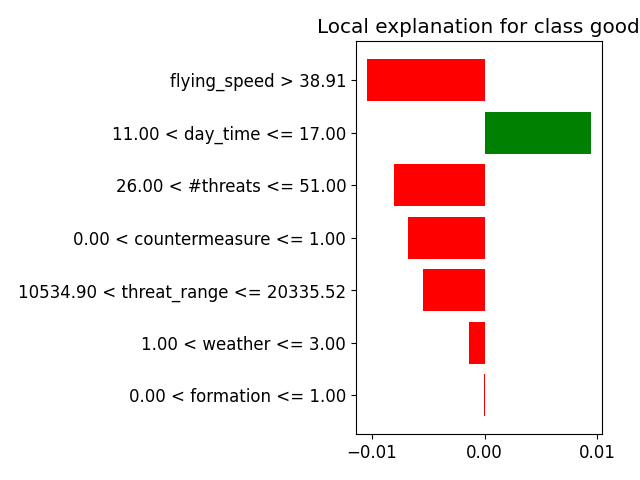 Local explanation for class good
flying_speed > 38.91
11.00 < day_time <= 17.00
26.00 < #threats <= 51.00
0.00 < countermeasure <= 1.00
10534.90 < threat_range <= 20335.52
1.00 < weather <= 3.00
0.00 < formation <= 1.00
−0.01 0.00 0.01